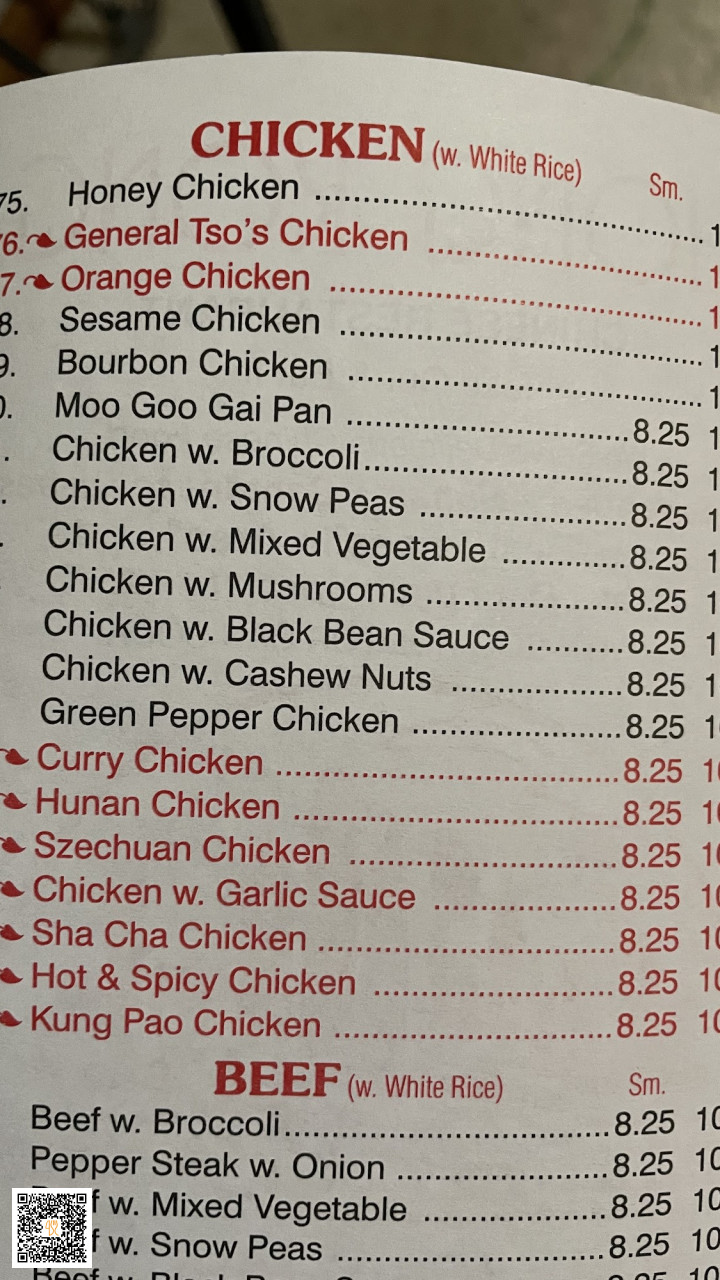 CHICKEN (w. White Rice) Sm.
75. Honey Chicken
76. General Tso's Chicken
7. Orange Chicken
8. Sesame Chicken
9. Bourbon Chicken
0. Moo Goo Gai Pan 8.25
Chicken w. Broccoli 8.25
Chicken w. Snow Peas 8.25
Chicken w. Mixed Vegetable 8.25
Chicken w. Mushrooms 8.25
Chicken w. Black Bean Sauce 8.25
Chicken w. Cashew Nuts 8.25
Green Pepper Chicken 8.25
Curry Chicken 8.25
Hunan Chicken 8.25
Szechuan Chicken 8.25
Chicken w. Garlic Sauce 8.25
Sha Cha Chicken 8.25
Hot & Spicy Chicken 8.25
Kung Pao Chicken 8.25
BEEF (w. White Rice) Sm.
Beef w. Broccoli 8.25
Pepper Steak w. Onion 8.25
w. Mixed Vegetable 8.25
w. Snow Peas 8.25